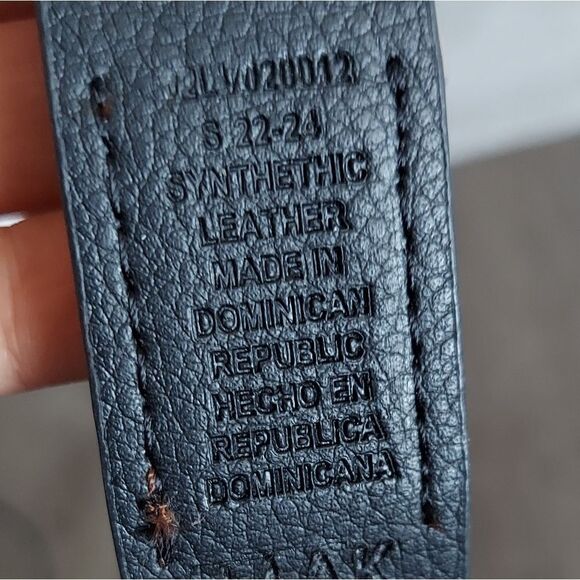 S 22-24
SYNTHETHIC
LEATHER
MADE IN
DOMINICAN
REPUBLIC
HECHO EN
REPUBLICA
DOMINICANA